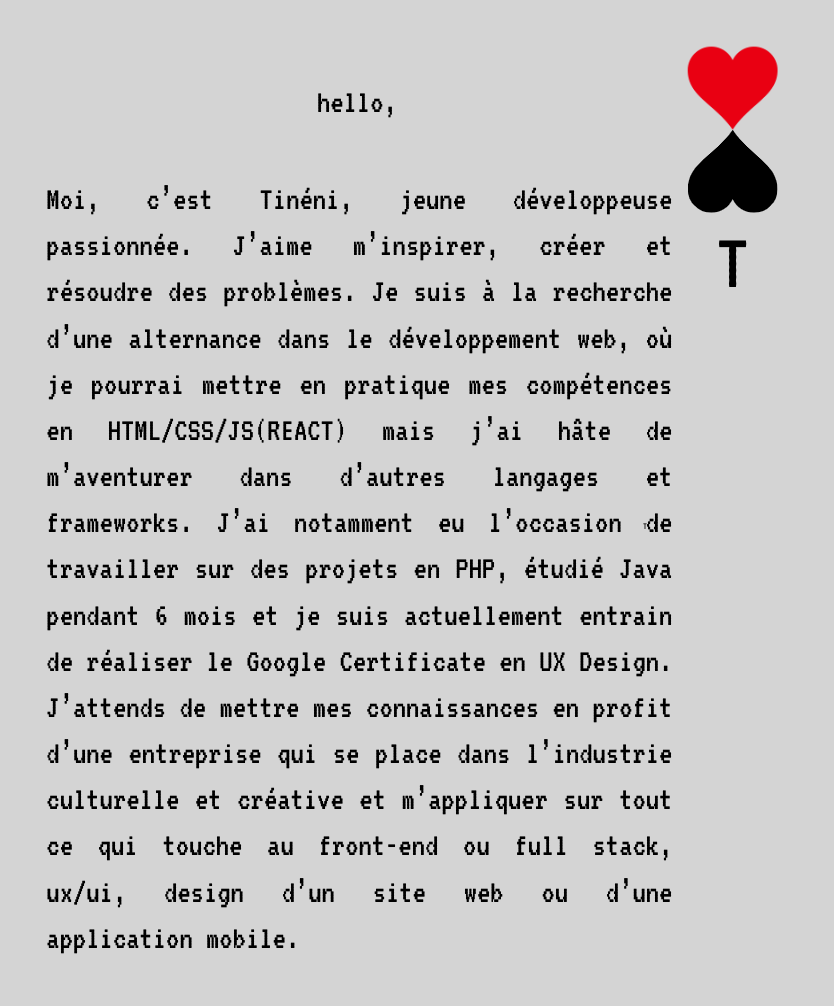 hello,
T
Moi, c'est Tinéni, jeune développeuse
passionnée. J'aime m'inspirer, créer et
résoudre des problèmes. Je suis à la recherche
d'une alternance dans le développement web, où
je pourrai mettre en pratique mes compétences
en HTML/CSS/JS(REACT) mais j'ai hâte de
m'aventurer dans d'autres langages et
frameworks. J'ai notamment eu l'occasion de
travailler sur des projets en PHP, étudié Java
pendant 6 mois et je suis actuellement entrain
de réaliser le Google Certificate en UX Design.
J'attends de mettre mes connaissances en profit
d'une entreprise qui se place dans l'industrie
culturelle et créative et m'appliquer sur tout
ce qui touche au front-end ou full stack,
ux/ui, design d'un site web ou d'une
application mobile.